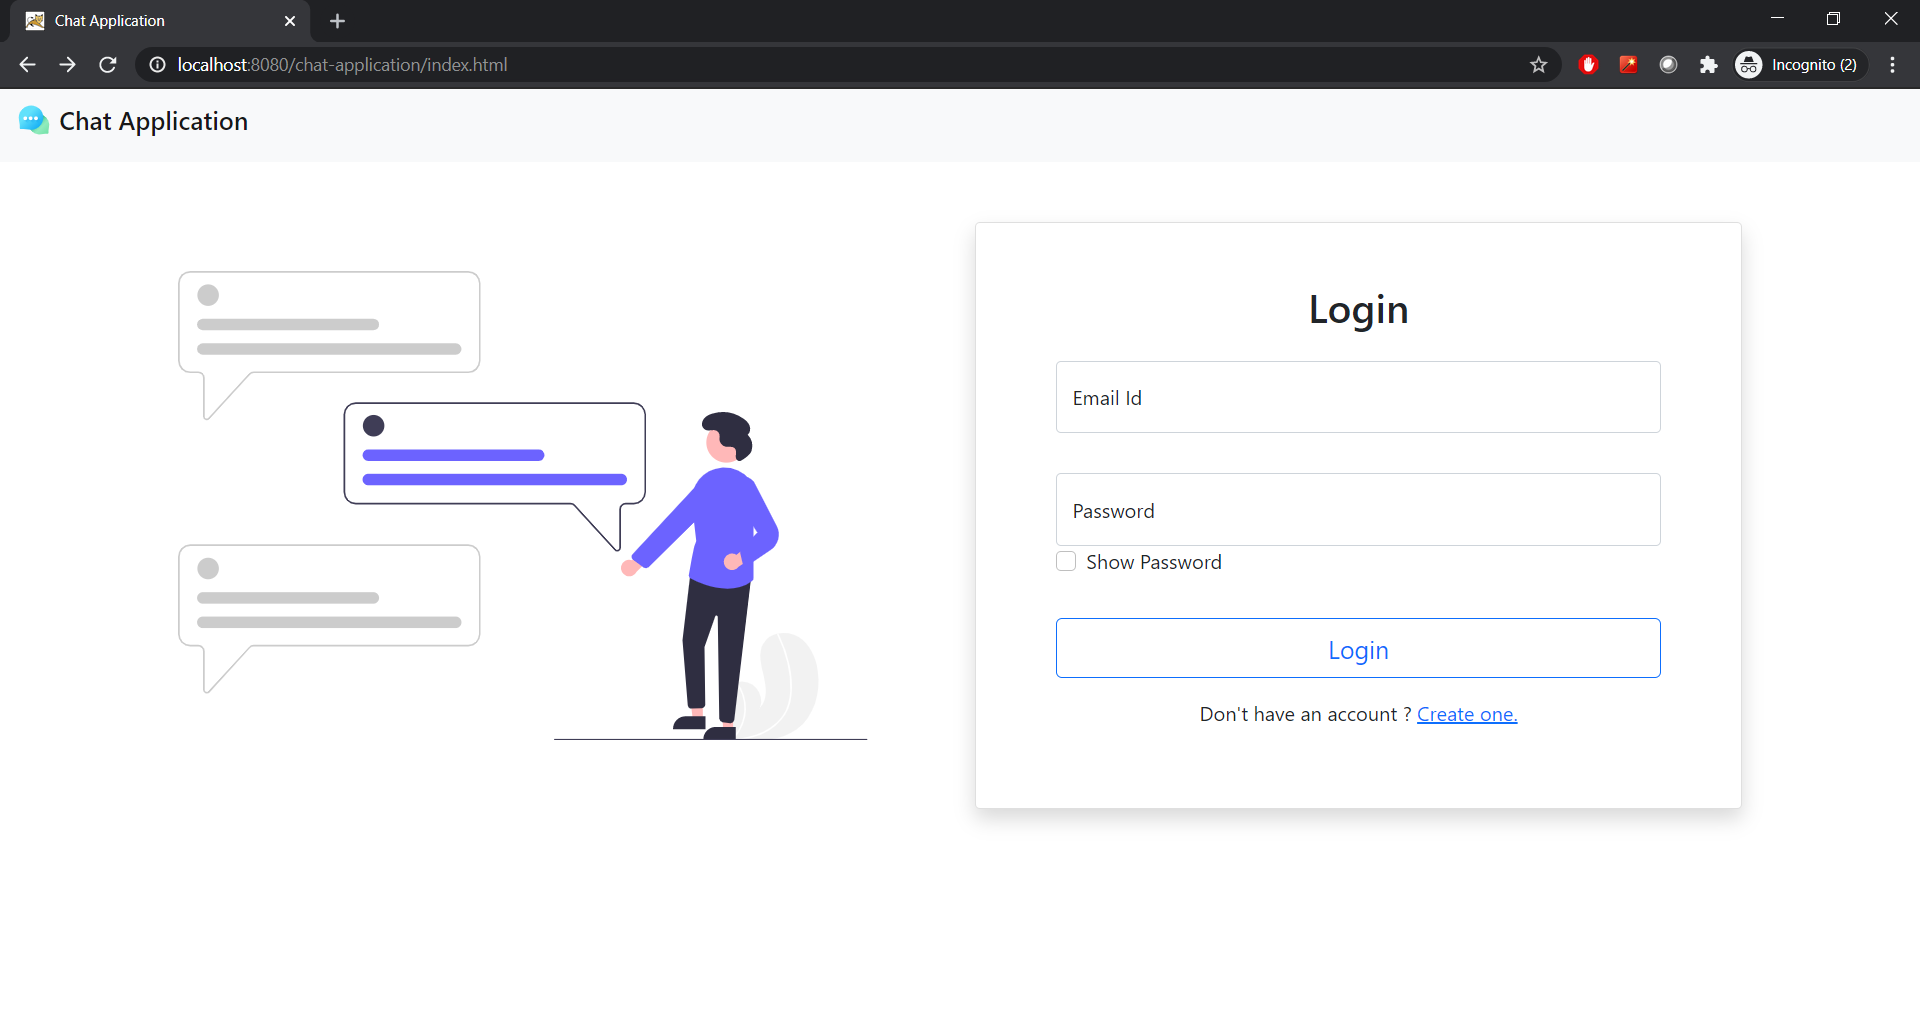 Chat Application
localhost:8080/chat-application/index.html
Incognito (2)
Chat Application
Login
Email Id
Password
Show Password
Login
Don't have an account ? Create one.